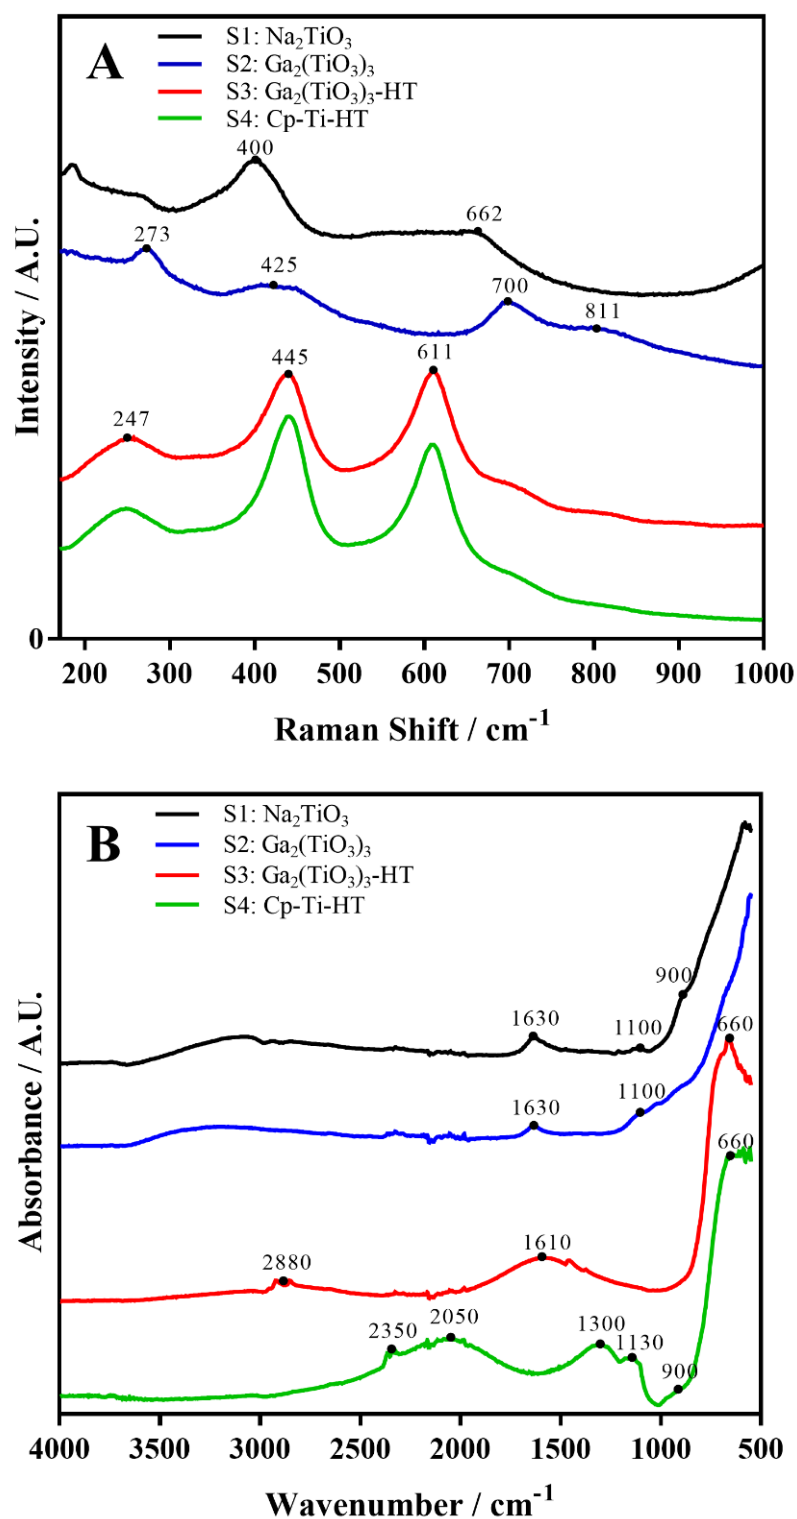 A
S1: Na₂TiO₃
S2: Ga₂(TiO₃)₃
S3: Ga₂(TiO₃)₃-HT
S4: Cp-Ti-HT
400
662
273
425
700
811
445
611
247
Intensity / A.U.
0
200 300 400 500 600 700 800 900 1000
Raman Shift / cm⁻¹
B
S1: Na₂TiO₃
S2: Ga₂(TiO₃)₃
S3: Ga₂(TiO₃)₃-HT
S4: Cp-Ti-HT
900
1630
1100
660
1630
1100
660
2880
1610
2350
2050
1300
1130
900
Absorbance / A.U.
4000 3500 3000 2500 2000 1500 1000 500
Wavenumber / cm⁻¹